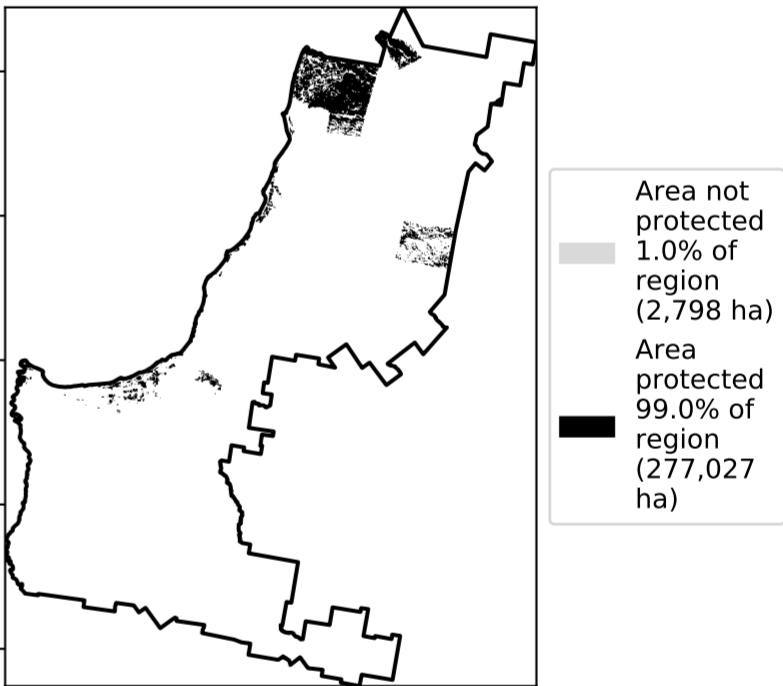 Area not
protected
1.0% of
region
(2,798 ha)
Area
protected
99.0% of
region
(277,027
ha)